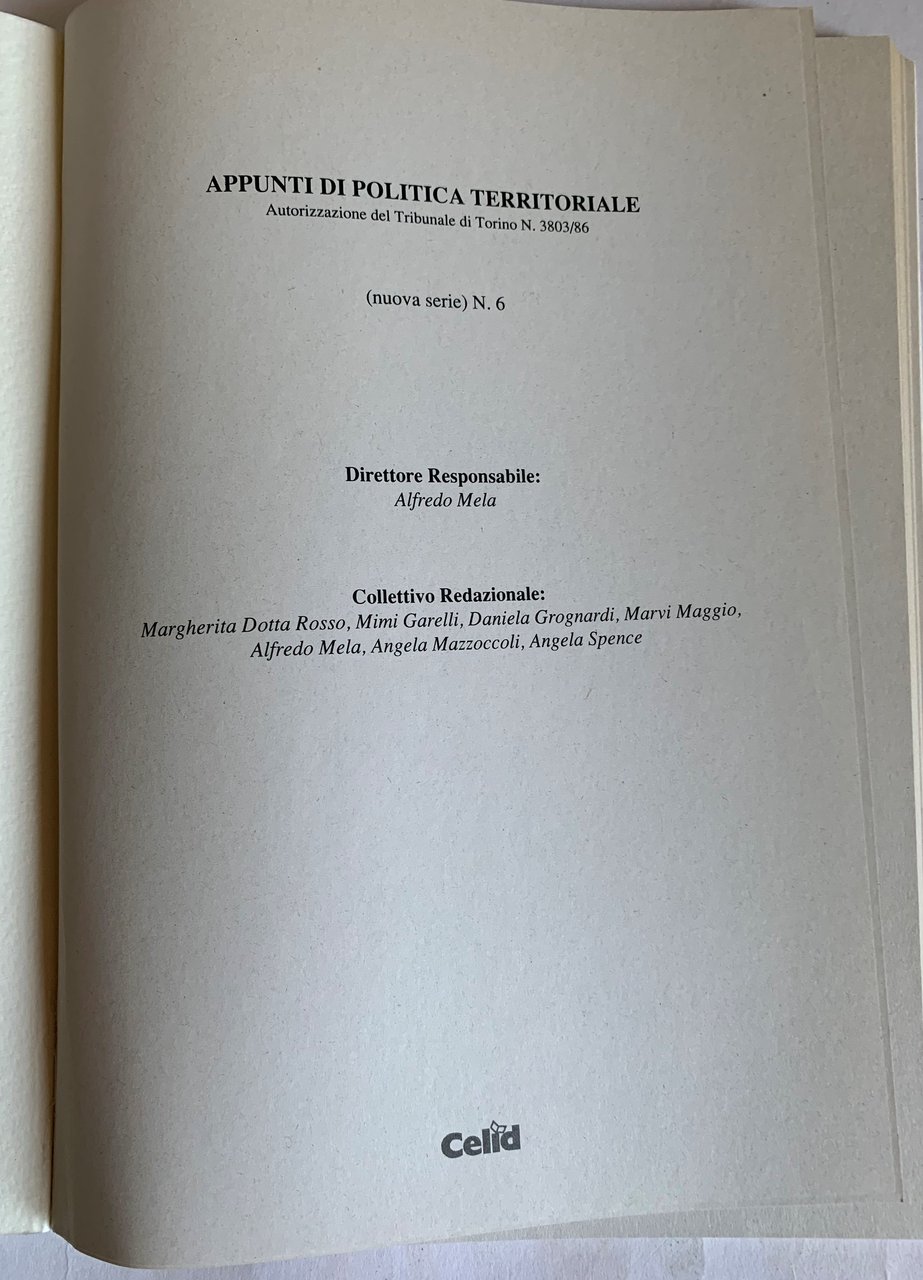 APPUNTI DI POLITICA TERRITORIALE
Autorizzazione del Tribunale di Torino N. 3803/86
(nuova serie) N. 6
Direttore Responsabile:
Alfredo Mela
Collettivo Redazionale:
Margherita Dotta Rosso, Mimi Garelli, Daniela Grognardi, Marvi Maggio,
Alfredo Mela, Angela Mazzoccoli, Angela Spence
Celid